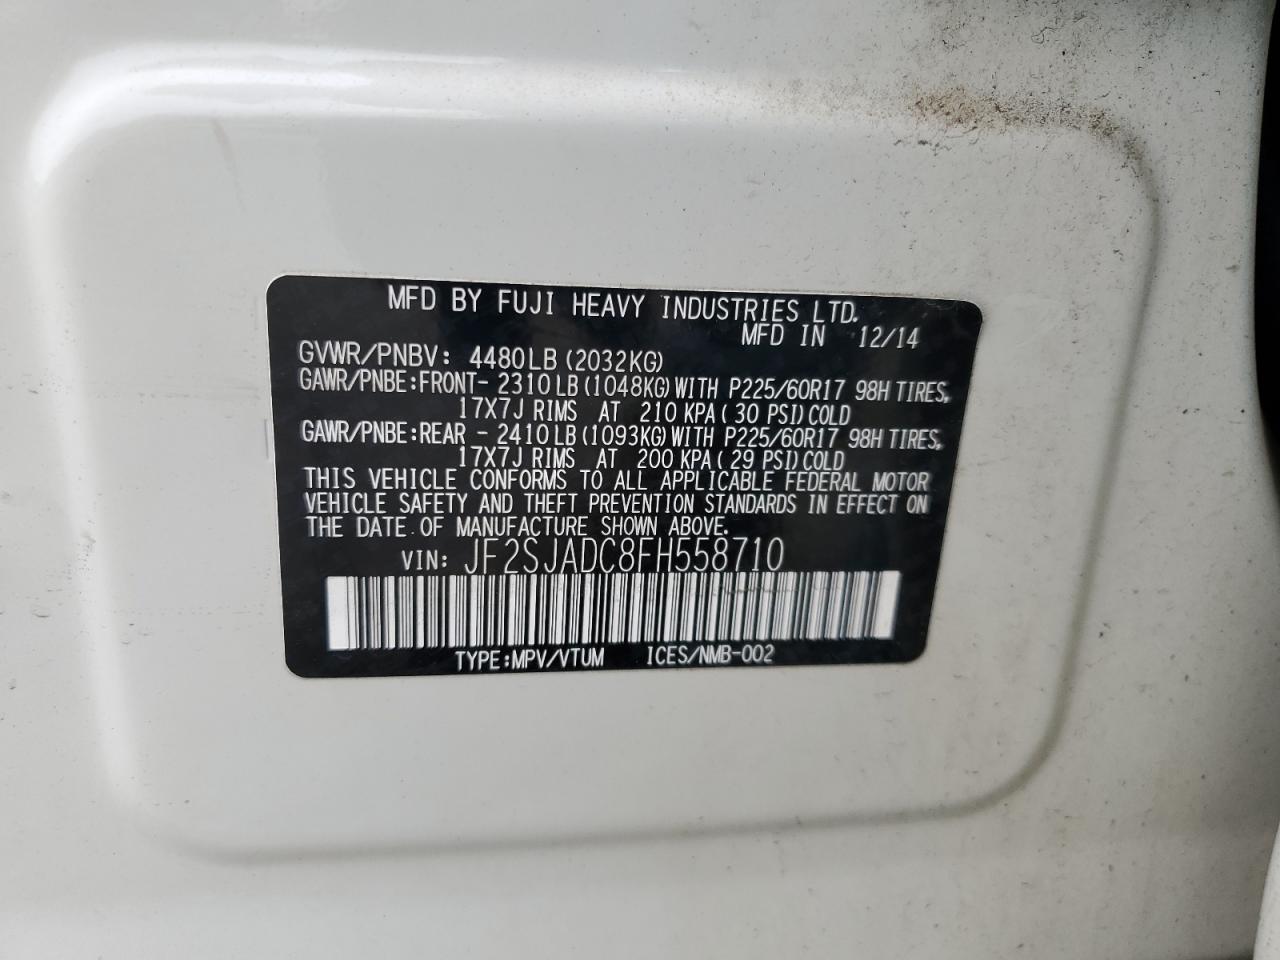 MFD BY FUJI HEAVY INDUSTRIES LTD.
MFD IN 12/14
GVWR/PNBV: 4480LB (2032KG)
GAWR/PNBE:FRONT- 2310LB (1048KG) WITH P225/60R17 98H TIRES,
17X7J RIMS AT 210 KPA ( 30 PSI) COLD
GAWR/PNBE:REAR - 2410LB (1093KG) WITH P225/60R17 98H TIRES,
17X7J RIMS AT 200 KPA ( 29 PSI) COLD
THIS VEHICLE CONFORMS TO ALL APPLICABLE FEDERAL MOTOR
VEHICLE SAFETY AND THEFT PREVENTION STANDARDS IN EFFECT ON
THE DATE OF MANUFACTURE SHOWN ABOVE.
VIN: JF2SJADC8FH558710
TYPE:MPV/VTUM ICES/NMB-002